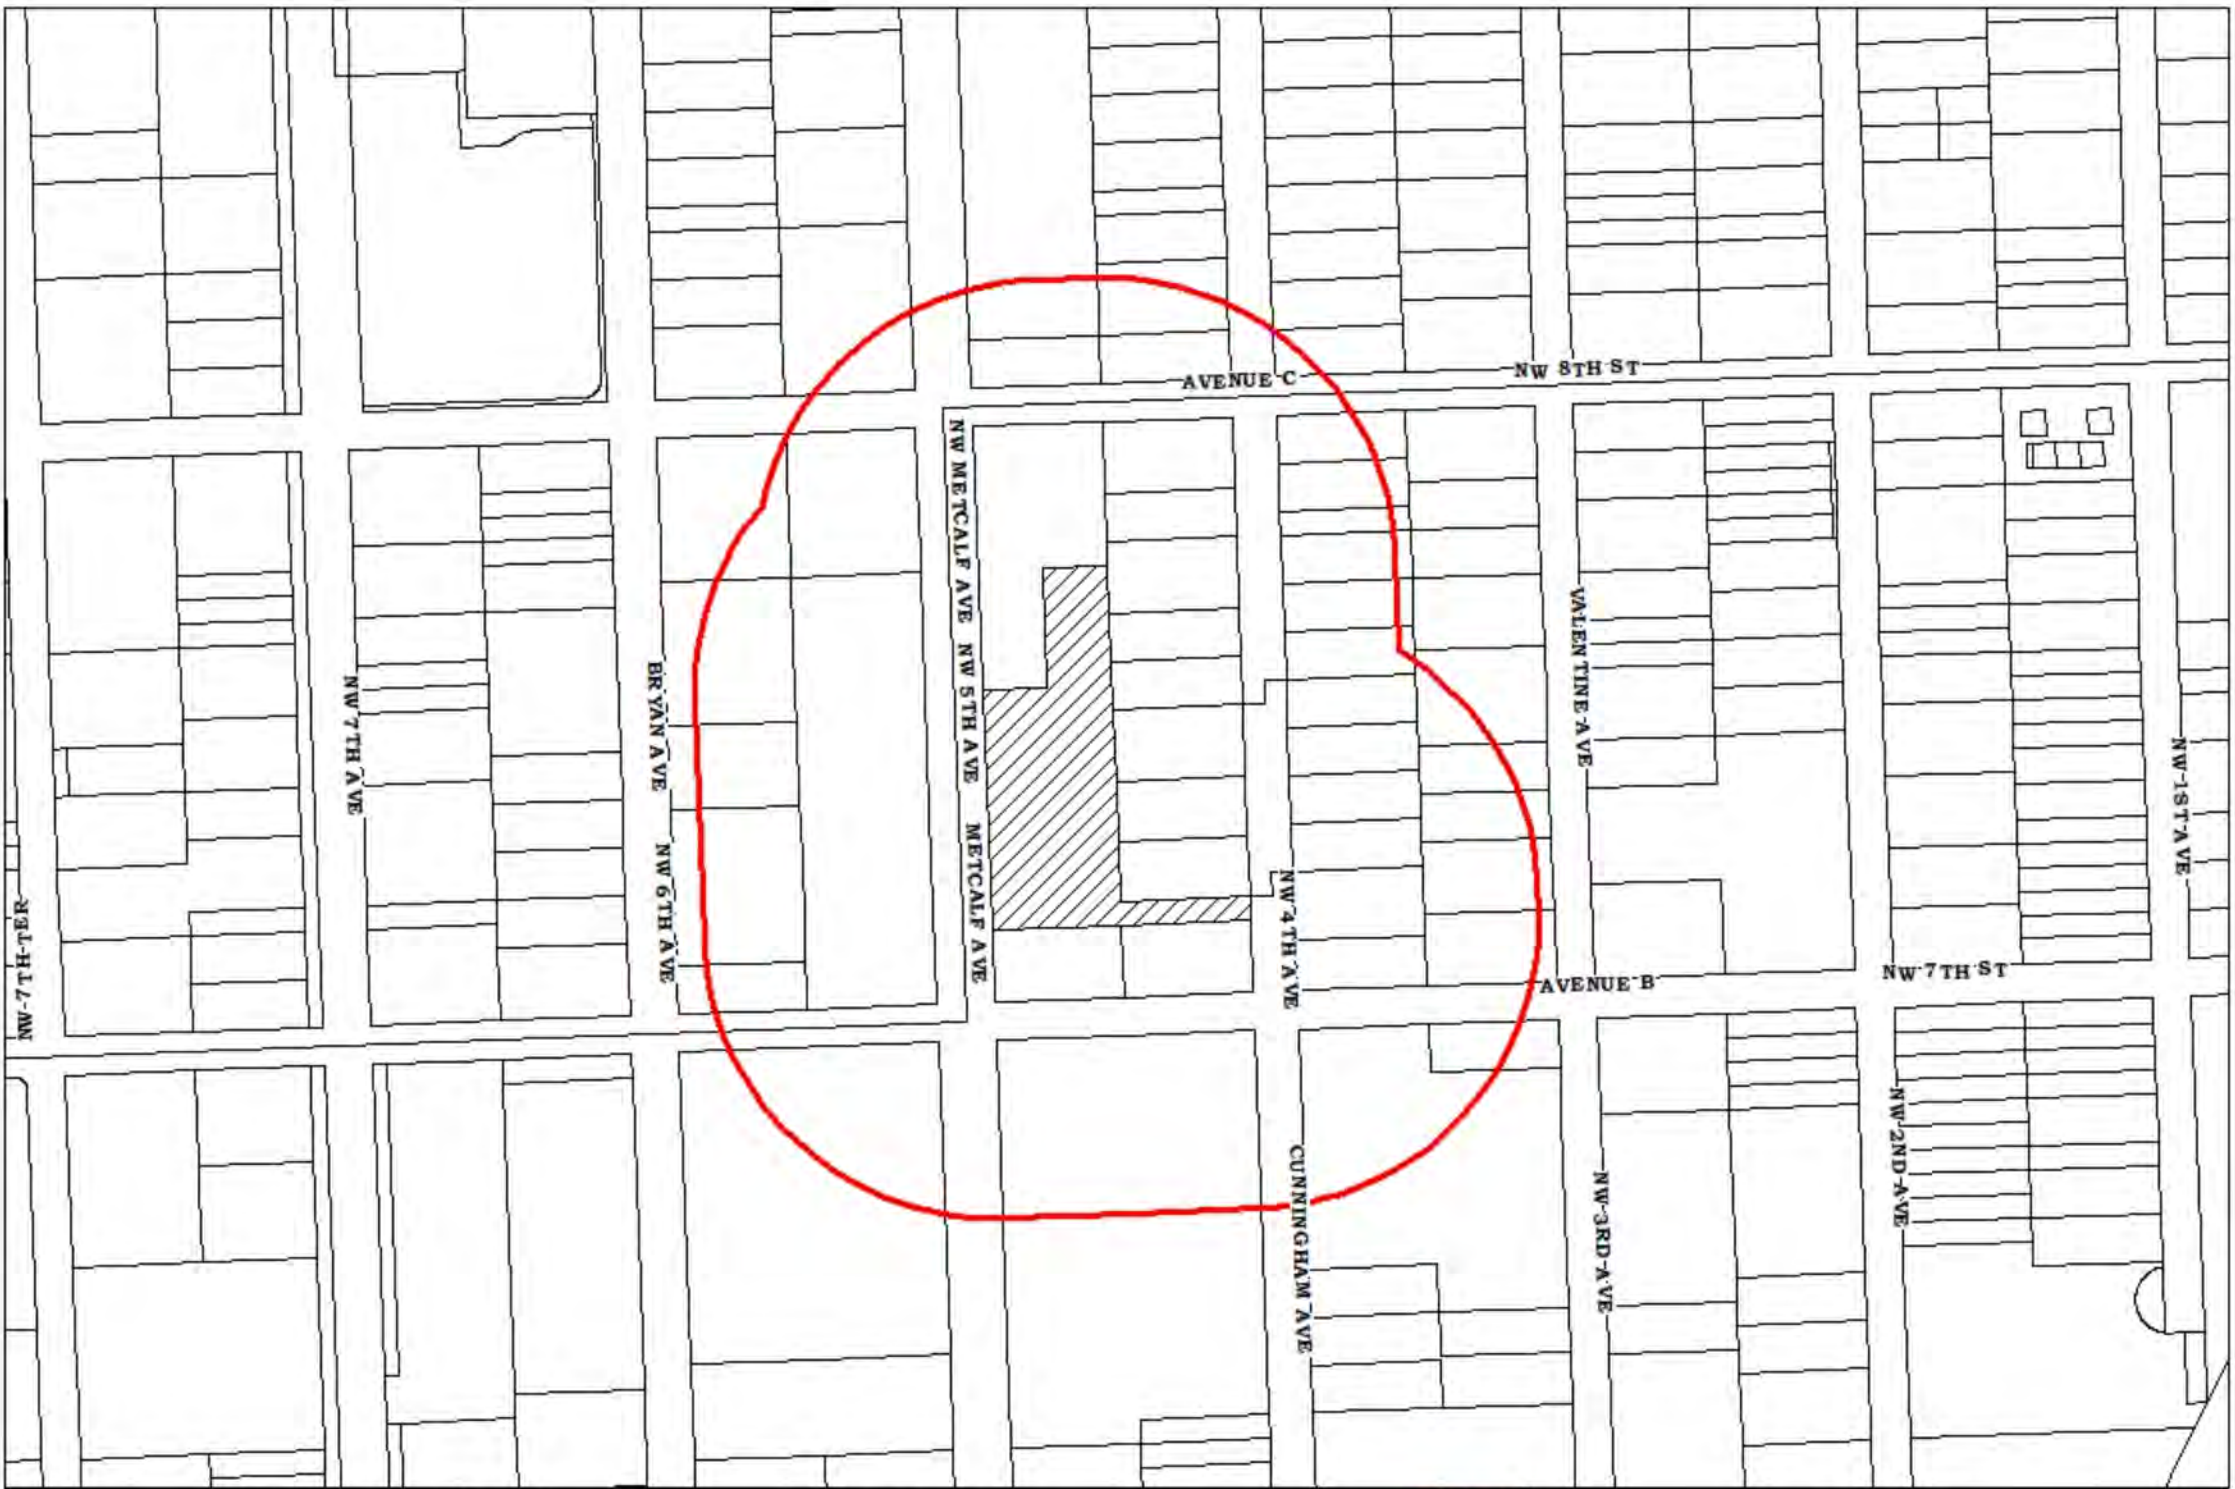 AVENUE C
NW 8TH ST
NW METCALF AVE
NW 5TH AVE
METCALF AVE
VALENTINE AVE
BRYAN AVE
NW 6TH AVE
NW 7TH AVE
NW 7TH TER
NW 4TH AVE
NW 1ST AVE
AVENUE B
NW 7TH ST
NW 2ND AVE
NW 3RD AVE
CUNNINGHAM AVE